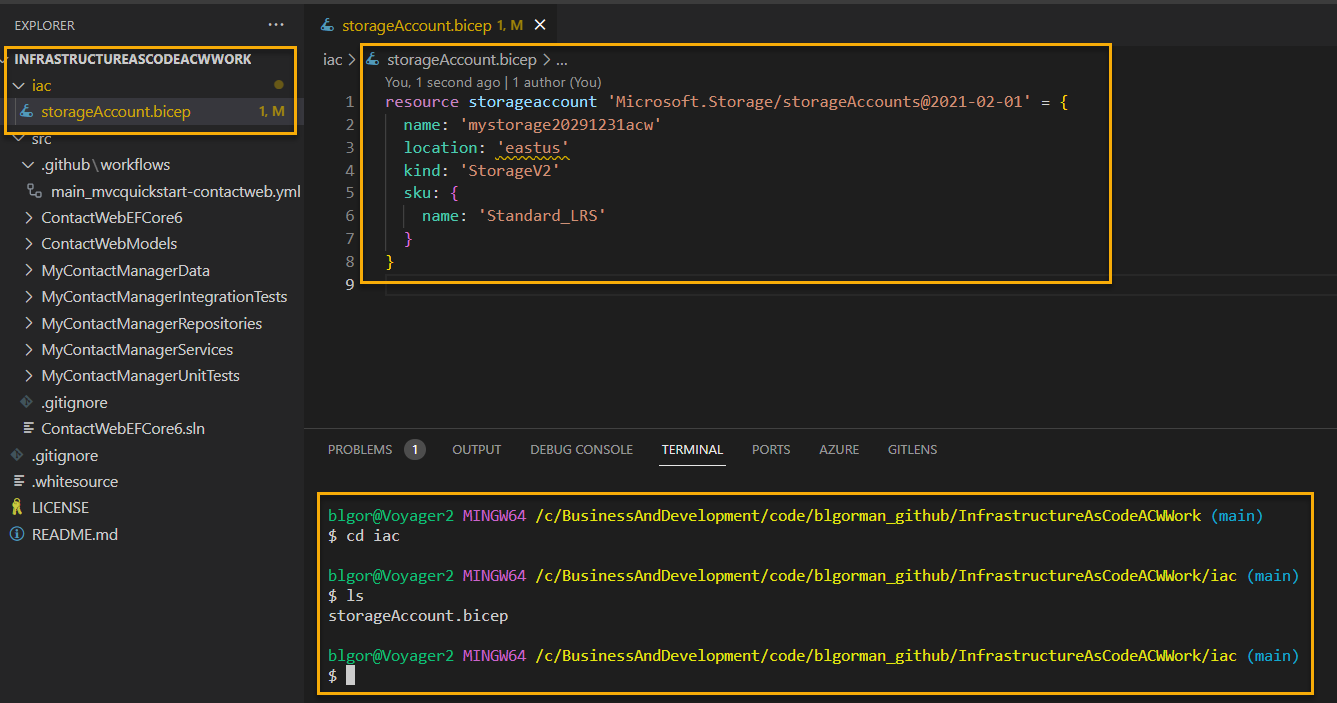 EXPLORER
INFRASTRUCTUREASCODEACWWORK
iac
storageAccount.bicep 1, M
src
.github\workflows
main_mvcquickstart-contactweb.yml
ContactWebEFCore6
ContactWebModels
MyContactManagerData
MyContactManagerIntegrationTests
MyContactManagerRepositories
MyContactManagerServices
MyContactManagerUnitTests
.gitignore
ContactWebEFCore6.sln
.gitignore
.whitesource
LICENSE
README.md
storageAccount.bicep 1, M
iac > storageAccount.bicep > ...
You, 1 second ago | 1 author (You)
1 resource storageaccount 'Microsoft.Storage/storageAccounts@2021-02-01' = {
2 name: 'mystorage20291231acw'
3 location: 'eastus'
4 kind: 'StorageV2'
5 sku: {
6 name: 'Standard_LRS'
7 }
8 }
9
PROBLEMS 1 OUTPUT DEBUG CONSOLE TERMINAL PORTS AZURE GITLENS
blgor@Voyager2 MINGW64 /c/BusinessAndDevelopment/code/blgorman_github/InfrastructureAsCodeACWWork (main)
$ cd iac
blgor@Voyager2 MINGW64 /c/BusinessAndDevelopment/code/blgorman_github/InfrastructureAsCodeACWWork/iac (main)
$ ls
storageAccount.bicep
blgor@Voyager2 MINGW64 /c/BusinessAndDevelopment/code/blgorman_github/InfrastructureAsCodeACWWork/iac (main)
$